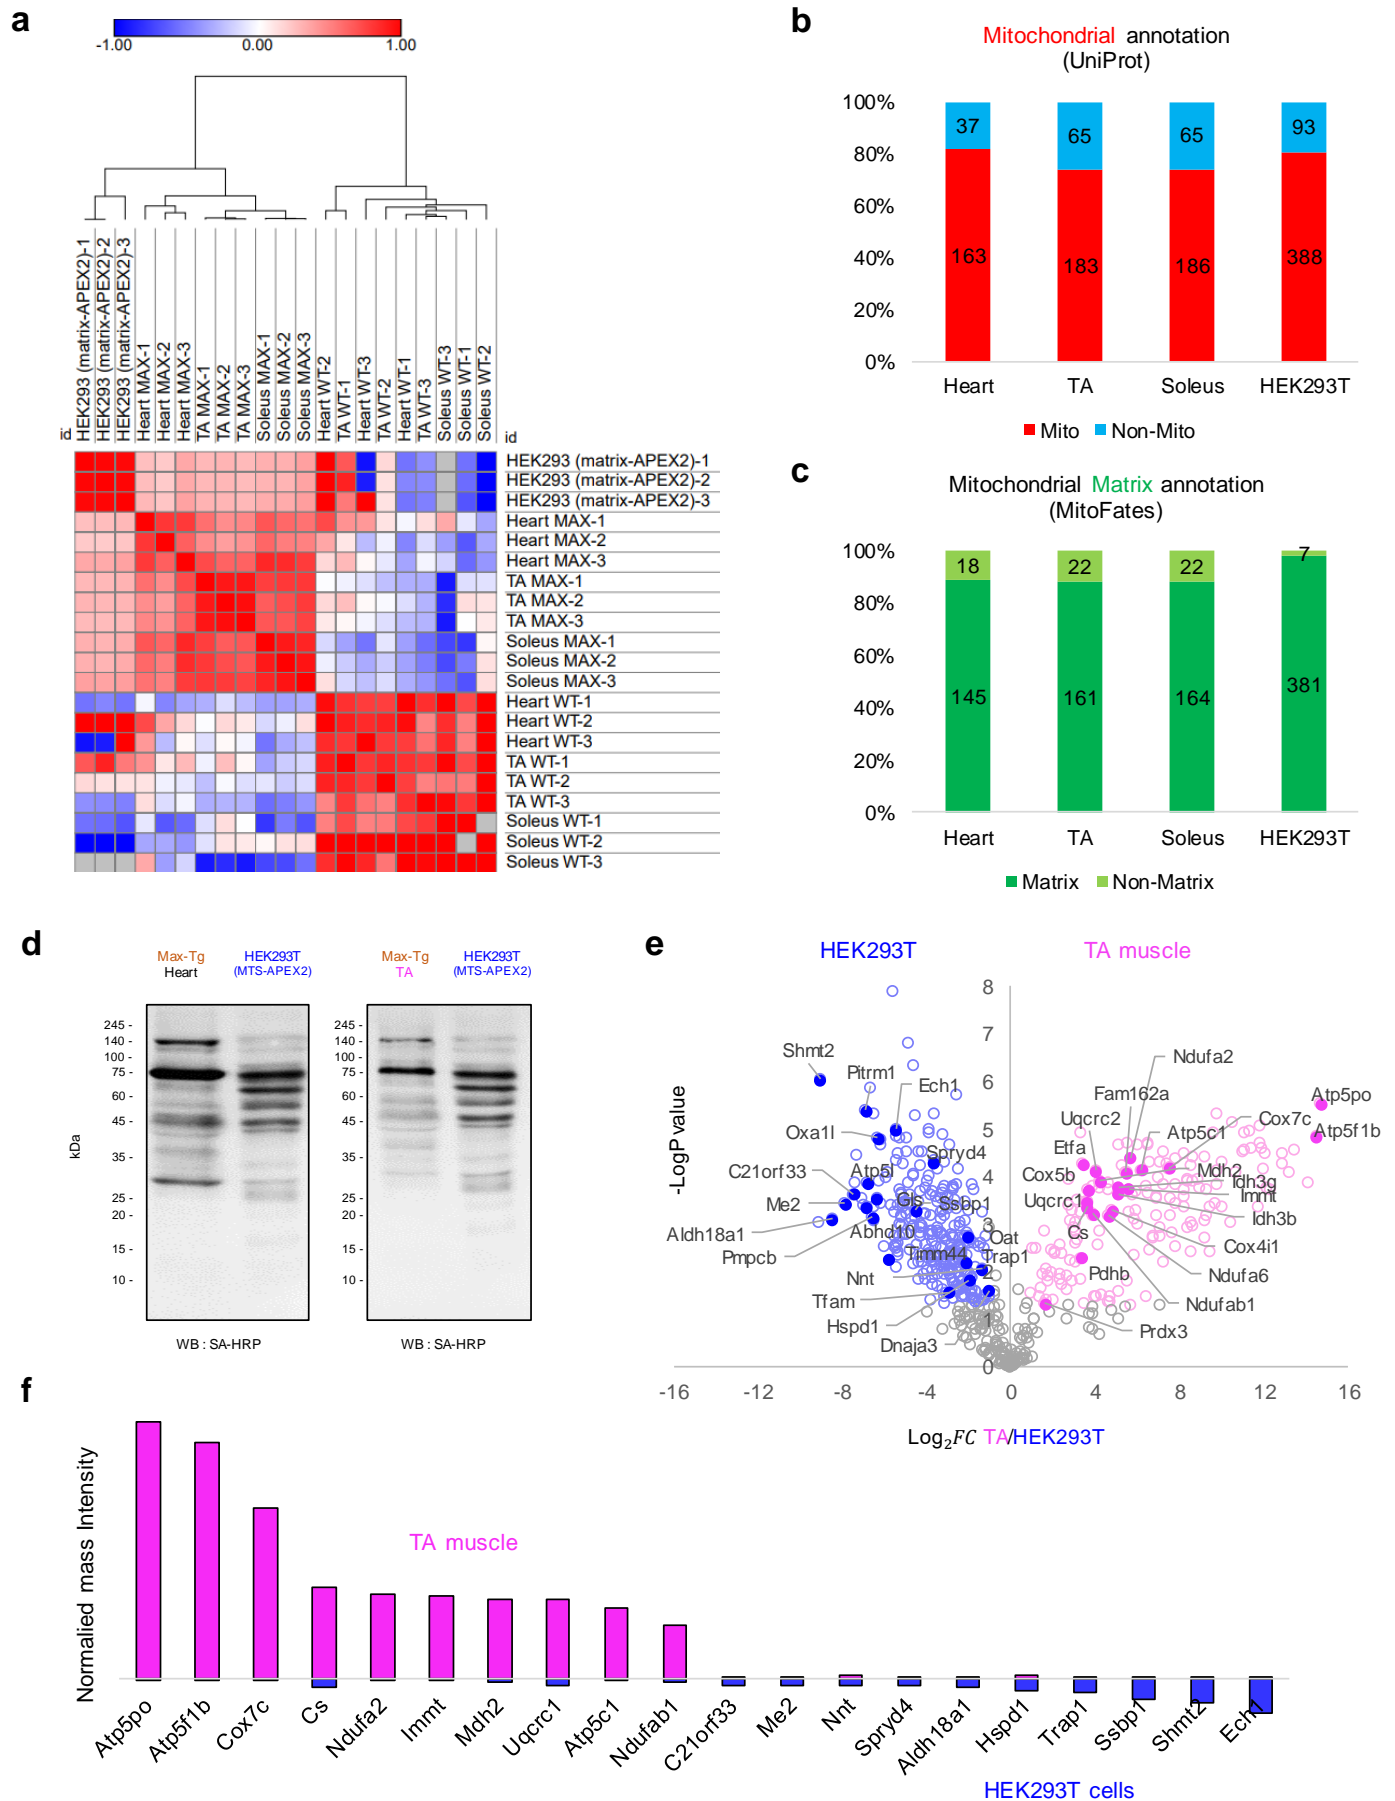 a
-1.00
0.00
1.00
id
HEK293 (matrix-APEX2)-1
HEK293 (matrix-APEX2)-2
HEK293 (matrix-APEX2)-3
Heart MAX-1
Heart MAX-2
Heart MAX-3
TA MAX-1
TA MAX-2
TA MAX-3
Soleus MAX-1
Soleus MAX-2
Soleus MAX-3
Heart WT-2
TA WT-1
Heart WT-3
TA WT-2
Heart WT-1
TA WT-3
Soleus WT-3
Soleus WT-1
Soleus WT-2
id
HEK293 (matrix-APEX2)-1
HEK293 (matrix-APEX2)-2
HEK293 (matrix-APEX2)-3
Heart MAX-1
Heart MAX-2
Heart MAX-3
TA MAX-1
TA MAX-2
TA MAX-3
Soleus MAX-1
Soleus MAX-2
Soleus MAX-3
Heart WT-1
Heart WT-2
Heart WT-3
TA WT-1
TA WT-2
TA WT-3
Soleus WT-1
Soleus WT-2
Soleus WT-3
b
Mitochondrial annotation
(UniProt)
100%
80%
60%
40%
20%
0%
37
65
65
93
163
183
186
388
Heart
TA
Soleus
HEK293T
Mito
Non-Mito
c
Mitochondrial Matrix annotation
(MitoFates)
100%
80%
60%
40%
20%
0%
18
22
22
7
145
161
164
381
Heart
TA
Soleus
HEK293T
Matrix
Non-Matrix
d
Max-Tg
Heart
HEK293T
(MTS-APEX2)
kDa
245 -
140 -
100 -
75 -
60 -
45 -
35 -
25 -
20 -
15 -
10 -
WB : SA-HRP
Max-Tg
TA
HEK293T
(MTS-APEX2)
245 -
140 -
100 -
75 -
60 -
45 -
35 -
25 -
20 -
15 -
10 -
WB : SA-HRP
e
HEK293T
TA muscle
-LogP value
8
7
6
5
4
3
2
1
0
Shmt2
Pitrm1
Ech1
Oxa1l
Spryd4
C21orf33
Atp5l
Me2
Gls
Ssbp1
Aldh18a1
Abhd10
Pmpcb
Oat
Timm44
Trap1
Nnt
Tfam
Hspd1
Dnaja3
Ndufa2
Fam162a
Atp5po
Uqcrc2
Cox7c
Atp5c1
Atp5f1b
Etfa
Mdh2
Cox5b
Idh3g
Uqcrc1
Immt
Idh3b
Cs
Cox4i1
Pdhb
Ndufa6
Ndufab1
Prdx3
-16
-12
-8
-4
0
4
8
12
16
Log2FC TA/HEK293T
f
Normalied mass Intensity
TA muscle
Atp5po
Atp5f1b
Cox7c
Cs
Ndufa2
Immt
Mdh2
Uqcrc1
Atp5c1
Ndufab1
C21orf33
Me2
Nnt
Spryd4
Aldh18a1
Hspd1
Trap1
Ssbp1
Shmt2
Ech1
HEK293T cells